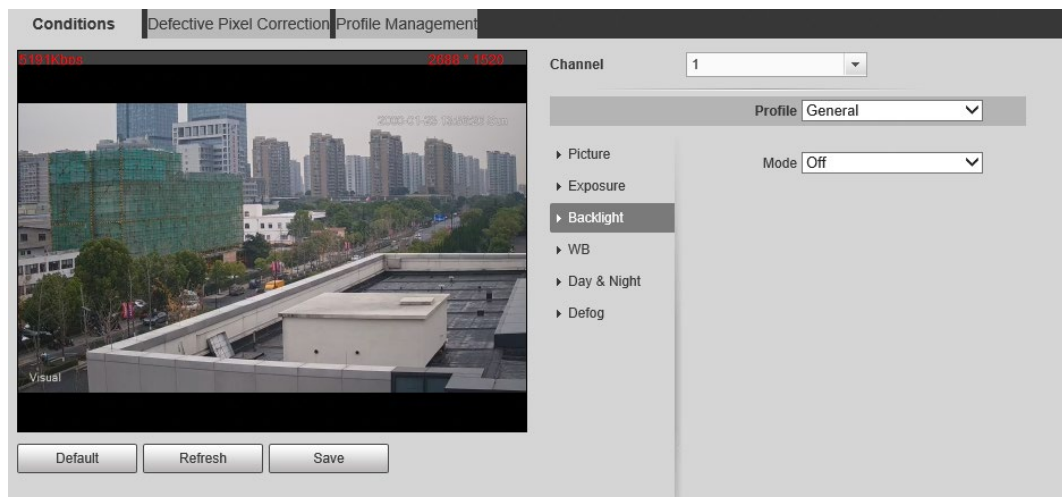 Conditions
Defective Pixel Correction
Profile Management
5191Kbps
2688 * 1520
Visual
Default
Refresh
Save
Channel
1
Profile
General
Picture
Exposure
Backlight
WB
Day & Night
Defog
Mode
Off